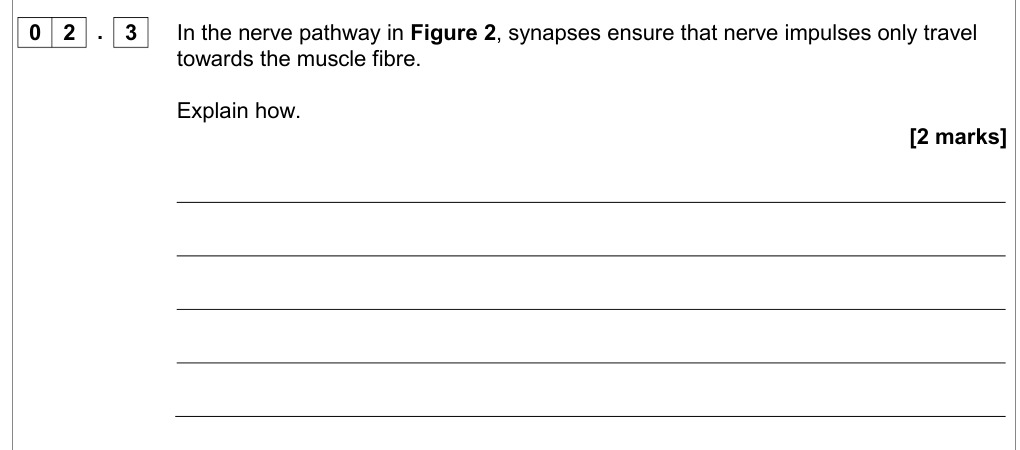 0 2 . 3 In the nerve pathway in Figure 2, synapses ensure that nerve impulses only travel
towards the muscle fibre.
Explain how.
[2 marks]